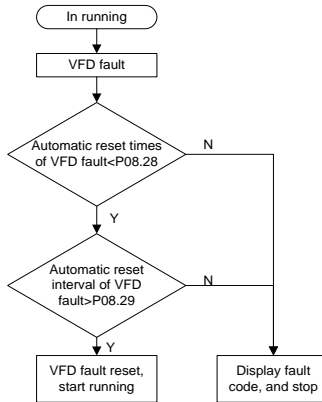 In running
VFD fault
Automatic reset times
of VFD fault<P08.28
N
Y
Automatic reset
interval of VFD
fault>P08.29
N
Y
VFD fault reset,
start running
Display fault
code, and stop